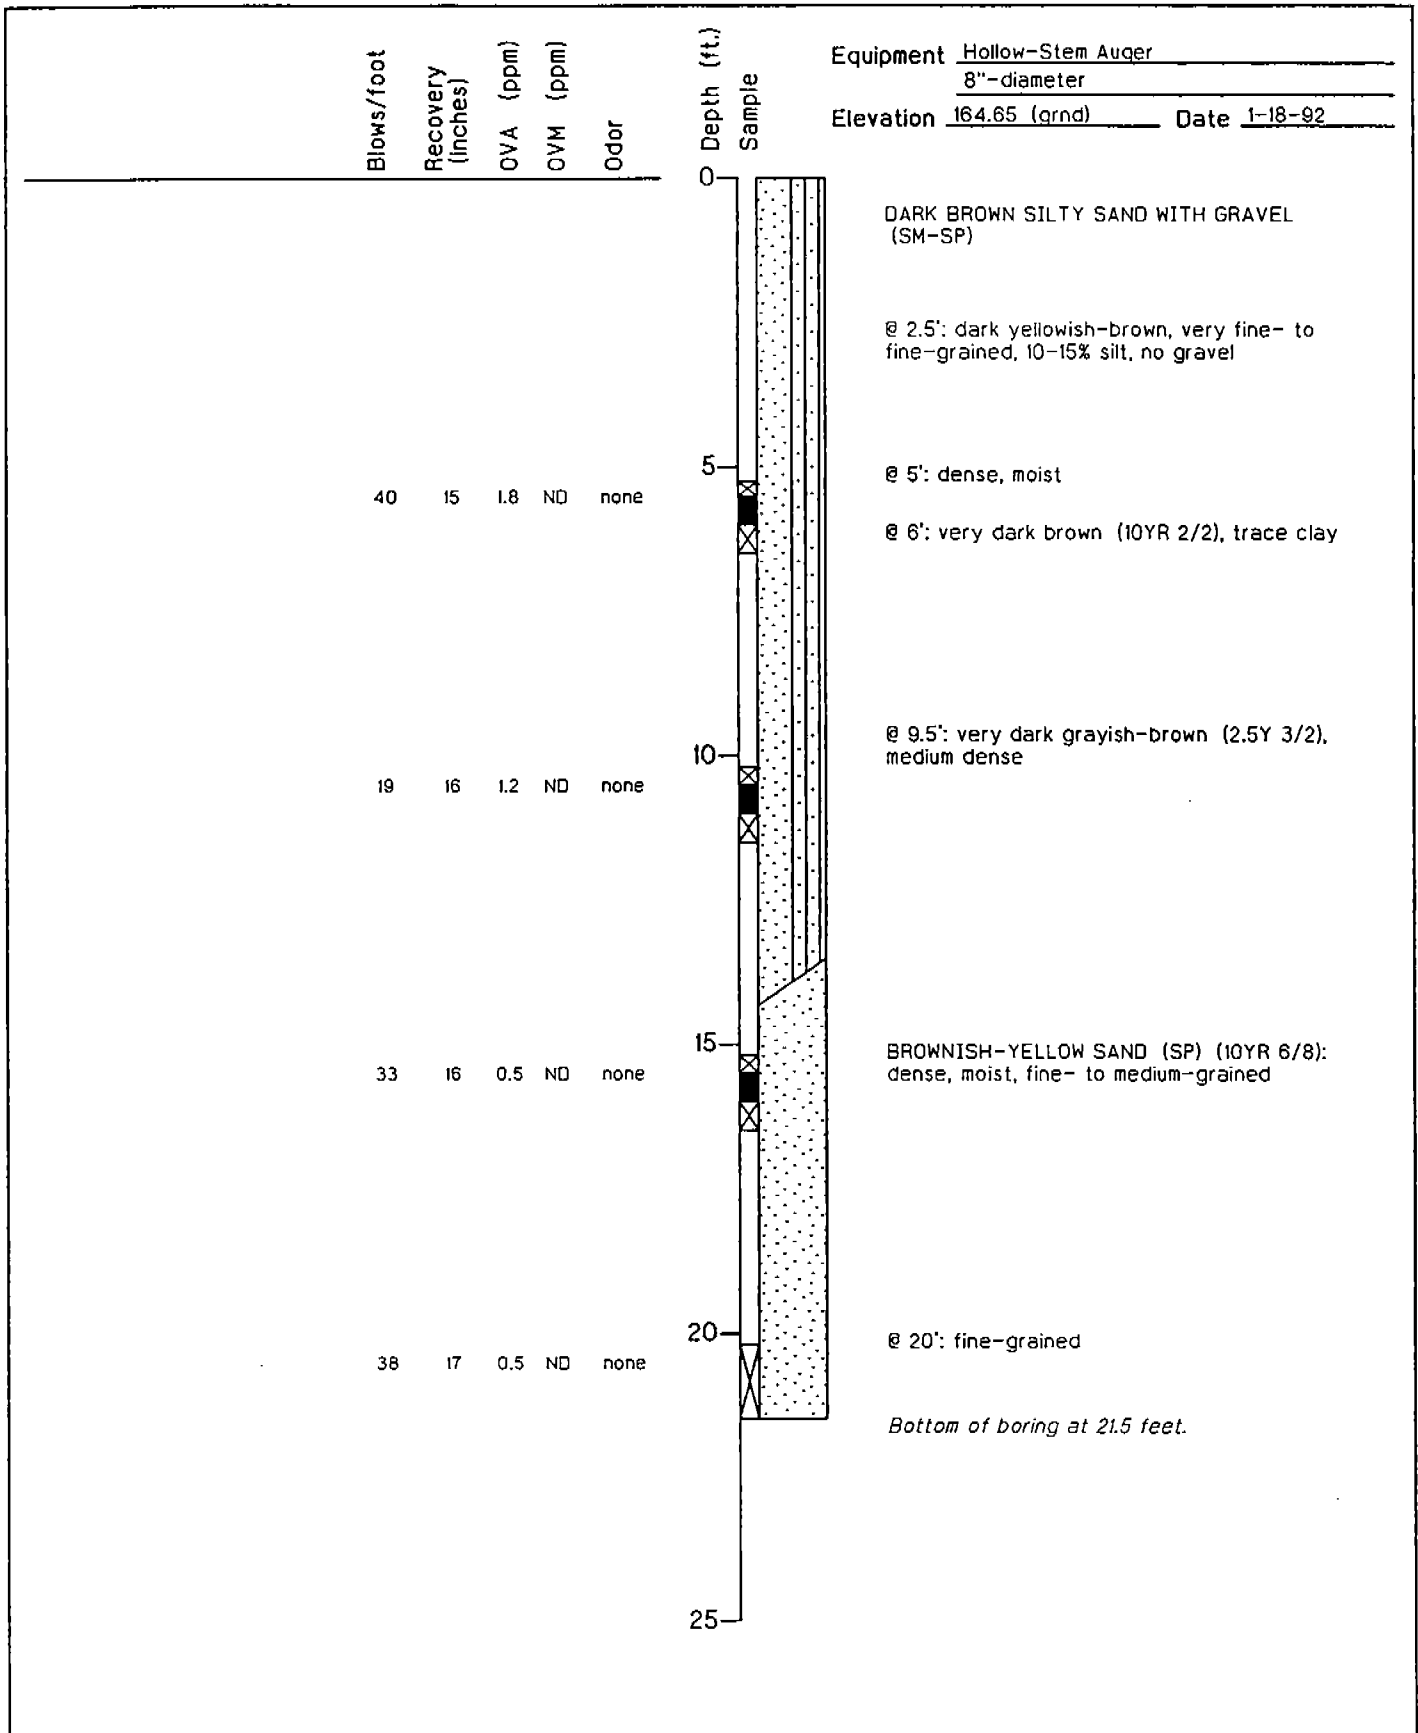 Blows/foot
Recovery
(inches)
OVA (ppm)
OVM (ppm)
Odor
Depth (ft.)
Sample
Equipment Hollow-Stem Auger
8"-diameter
Elevation 164.65 (grnd) Date 1-18-92
0
DARK BROWN SILTY SAND WITH GRAVEL
(SM-SP)
@ 2.5': dark yellowish-brown, very fine- to
fine-grained, 10-15% silt, no gravel
5
@ 5': dense, moist
40 15 1.8 ND none
@ 6': very dark brown (10YR 2/2), trace clay
@ 9.5': very dark grayish-brown (2.5Y 3/2),
medium dense
10
19 16 1.2 ND none
15
BROWNISH-YELLOW SAND (SP) (10YR 6/8):
dense, moist, fine- to medium-grained
33 16 0.5 ND none
20
@ 20': fine-grained
38 17 0.5 ND none
Bottom of boring at 21.5 feet.
25